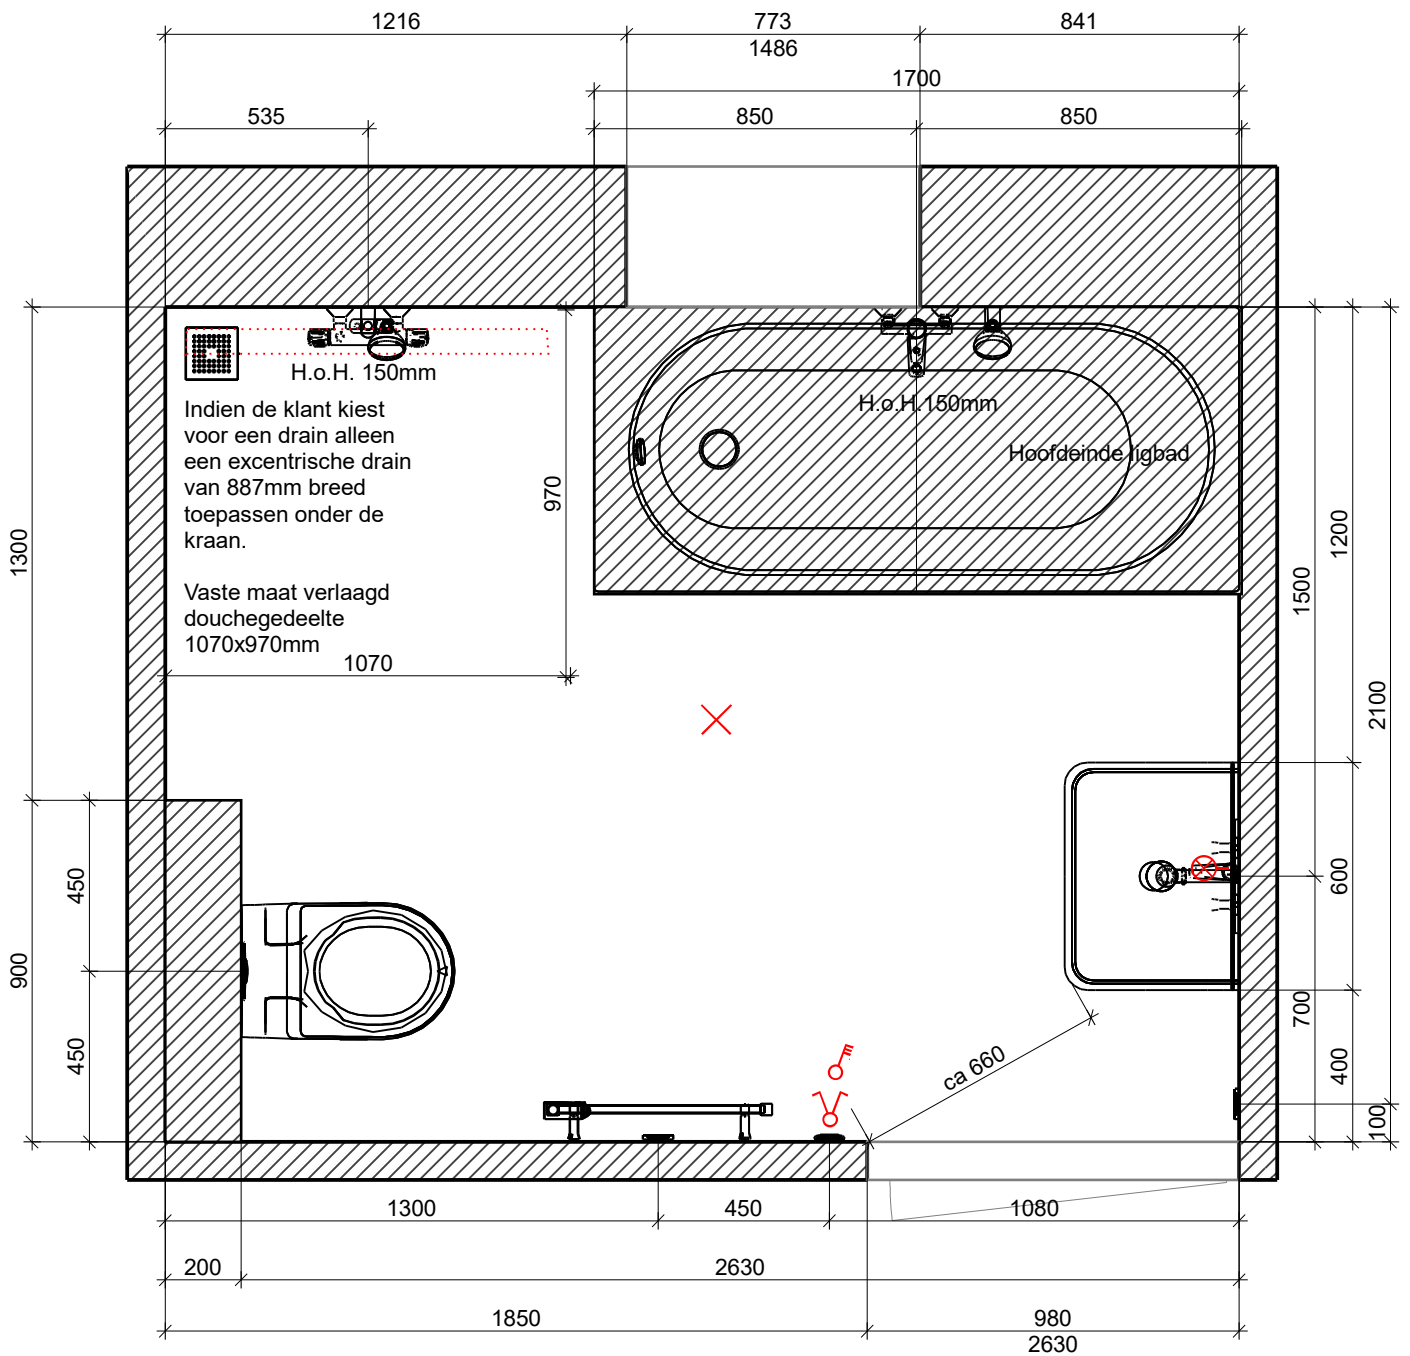 1216
773
841
1486
1700
535
850
850
H.o.H. 150mm
H.o.H.150mm
Indien de klant kiest
voor een drain alleen
een excentrische drain
van 887mm breed
toepassen onder de
kraan.
Hoofdeinde ligbad
970
1300
1200
1500
Vaste maat verlaagd
douchegedeelte
1070x970mm
1070
2100
450
600
900
700
450
ca 660
400
100
1300
450
1080
200
2630
1850
980
2630